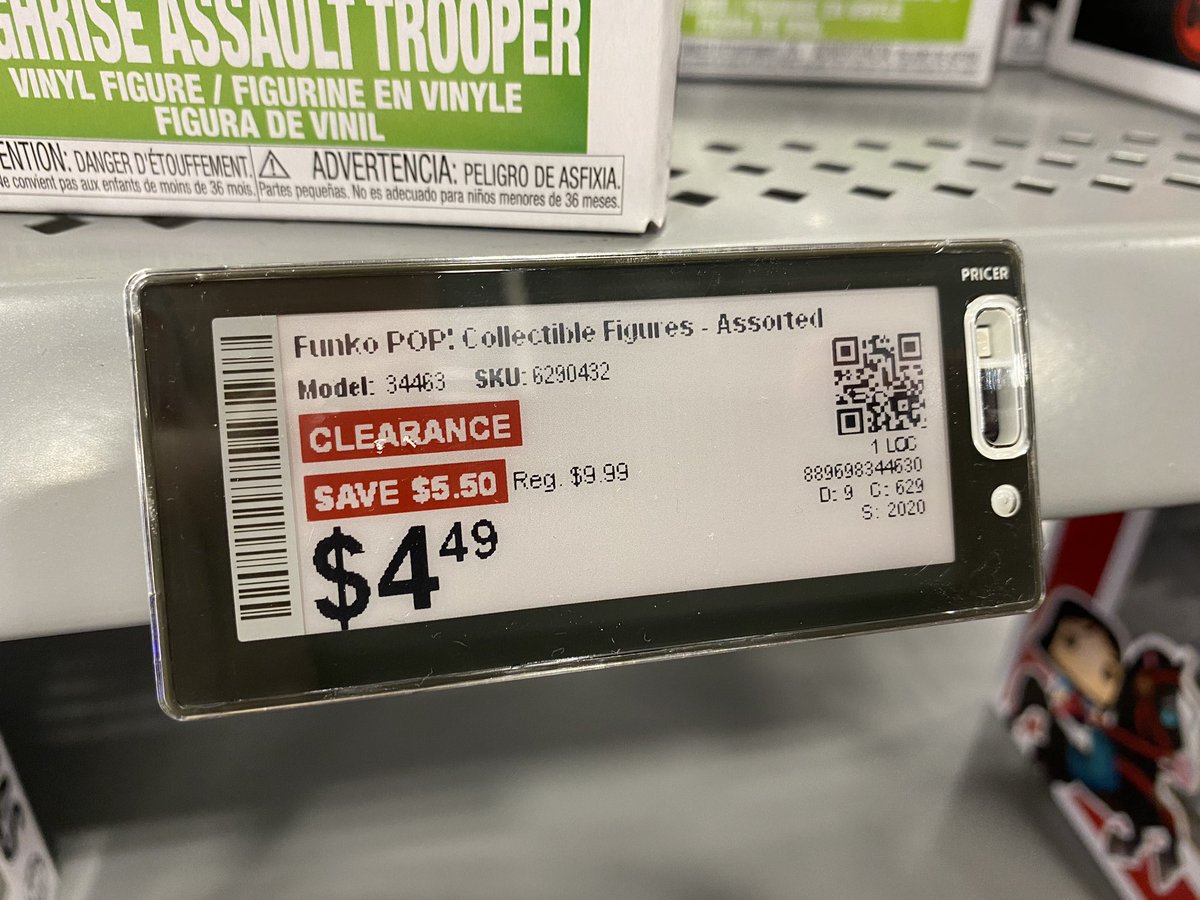 GHRISE ASSAULT TROOPER
VINYL FIGURE / FIGURINE EN VINYLE
FIGURA DE VINIL
ENTION: DANGER D'ÉTOUFFEMENT.
Ne convient pas aux enfants de moins de 36 mois.
ADVERTENCIA: PELIGRO DE ASFIXIA.
Partes pequeñas. No es adecuado para niños menores de 36 meses.
PRICER
Funko POP! Collectible Figures - Assorted
Model: 34463 SKU: 6290432
CLEARANCE
SAVE $5.50 Reg. $9.99
$4 49
1 LOC
889698344630
D: 9 C: 629
S: 2020